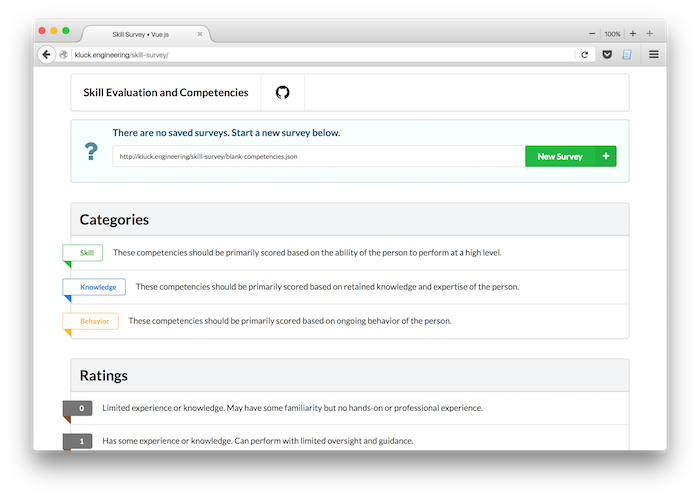 Skill Survey • Vue.js
100%
kluck.engineering/skill-survey/
Skill Evaluation and Competencies
There are no saved surveys. Start a new survey below.
?
http://kluck.engineering/skill-survey/blank-competencies.json
New Survey +
Categories
Skill These competencies should be primarily scored based on the ability of the person to perform at a high level.
Knowledge These competencies should be primarily scored based on retained knowledge and expertise of the person.
Behavior These competencies should be primarily scored based on ongoing behavior of the person.
Ratings
0 Limited experience or knowledge. May have some familiarity but no hands-on or professional experience.
1 Has some experience or knowledge. Can perform with limited oversight and guidance.